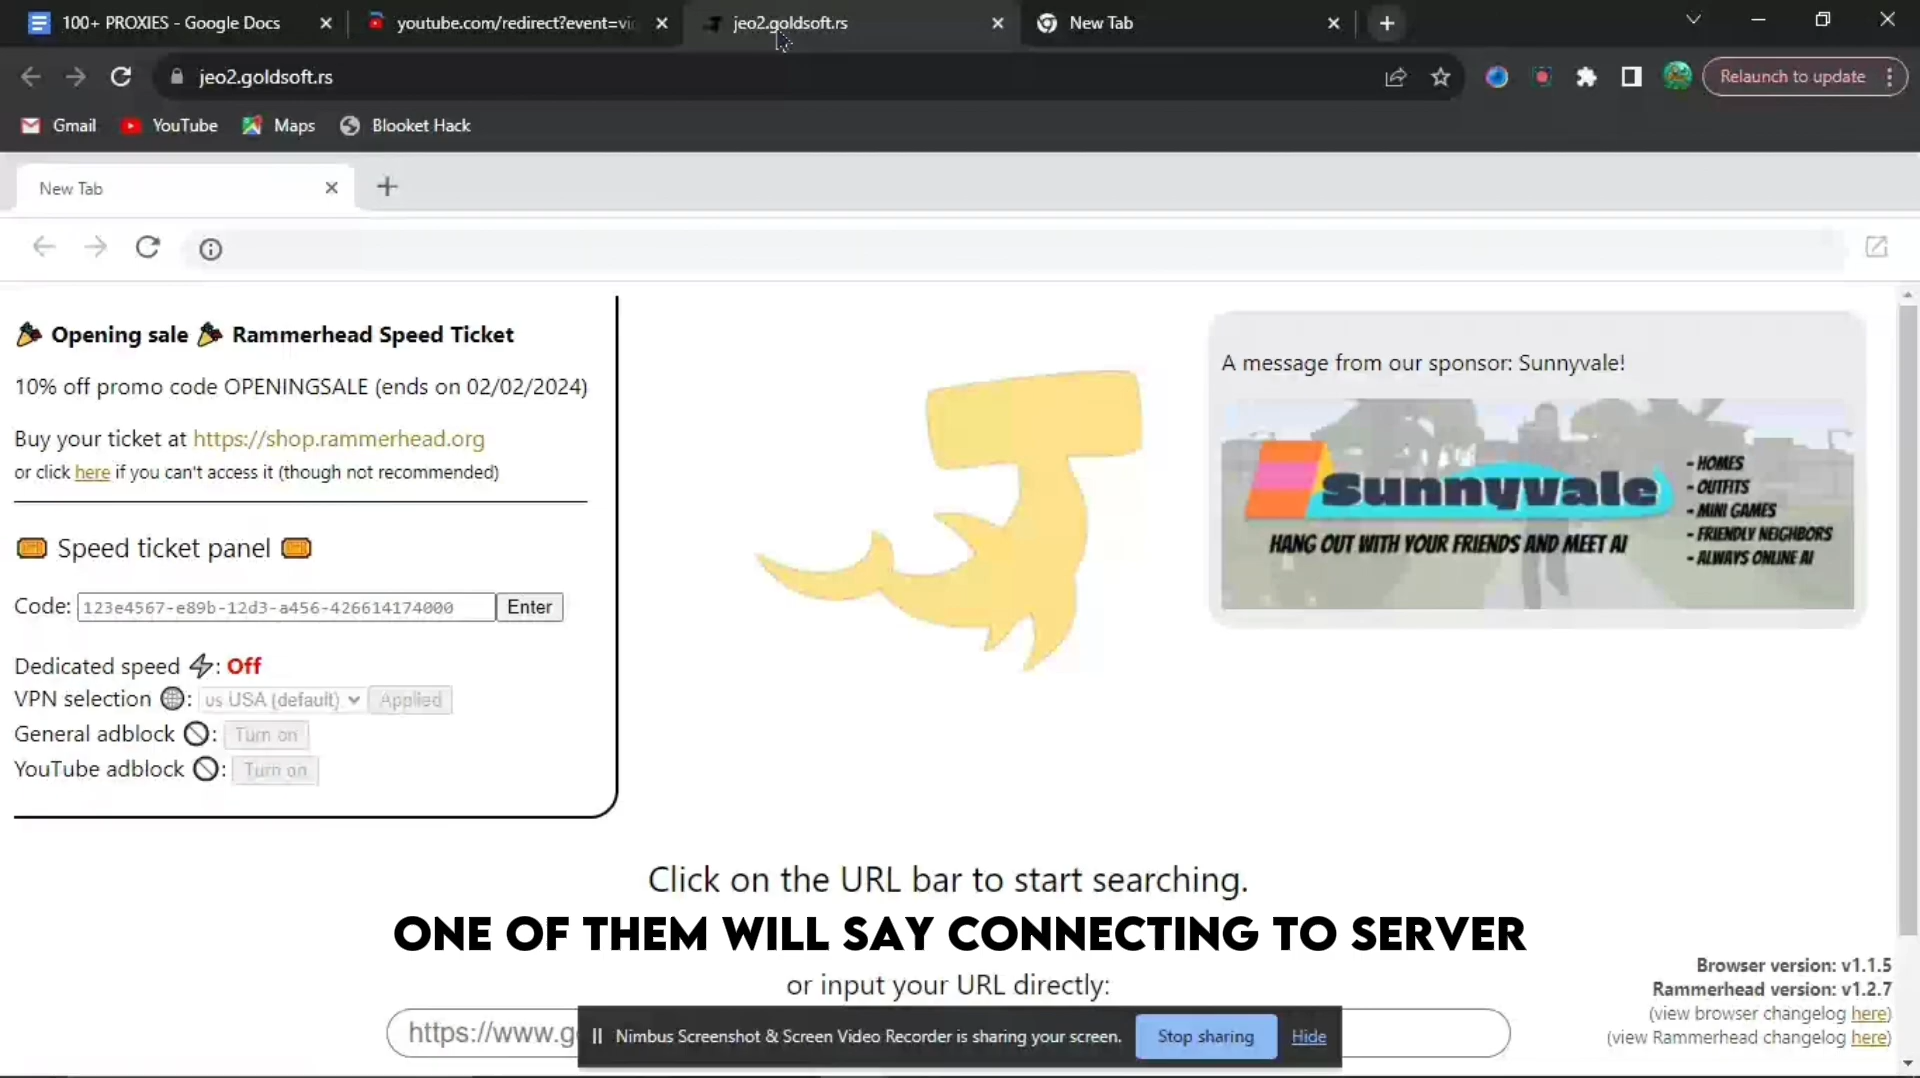 100+ PROXIES - Google Docs
youtube.com/redirect?event=vi
jeo2.goldsoft.rs
New Tab
jeo2.goldsoft.rs
Relaunch to update
Gmail
YouTube
Maps
Blooket Hack
New Tab
Opening sale Rammerhead Speed Ticket
10% off promo code OPENINGSALE (ends on 02/02/2024)
Buy your ticket at https://shop.rammerhead.org
or click here if you can't access it (though not recommended)
Speed ticket panel
Code: 123e4567-e89b-12d3-a456-426614174000 Enter
Dedicated speed : Off
VPN selection : us USA (default) Applied
General adblock : Turn on
YouTube adblock : Turn on
A message from our sponsor: Sunnyvale!
Sunnyvale
HANG OUT WITH YOUR FRIENDS AND MEET AI
- HOMES
- OUTFITS
- MINI GAMES
- FRIENDLY NEIGHBORS
- ALWAYS ONLINE AI
Click on the URL bar to start searching.
ONE OF THEM WILL SAY CONNECTING TO SERVER
or input your URL directly:
https://www.g
Nimbus Screenshot & Screen Video Recorder is sharing your screen.
Stop sharing
Hide
Browser version: v1.1.5
Rammerhead version: v1.2.7
(view browser changelog here)
(view Rammerhead changelog here)